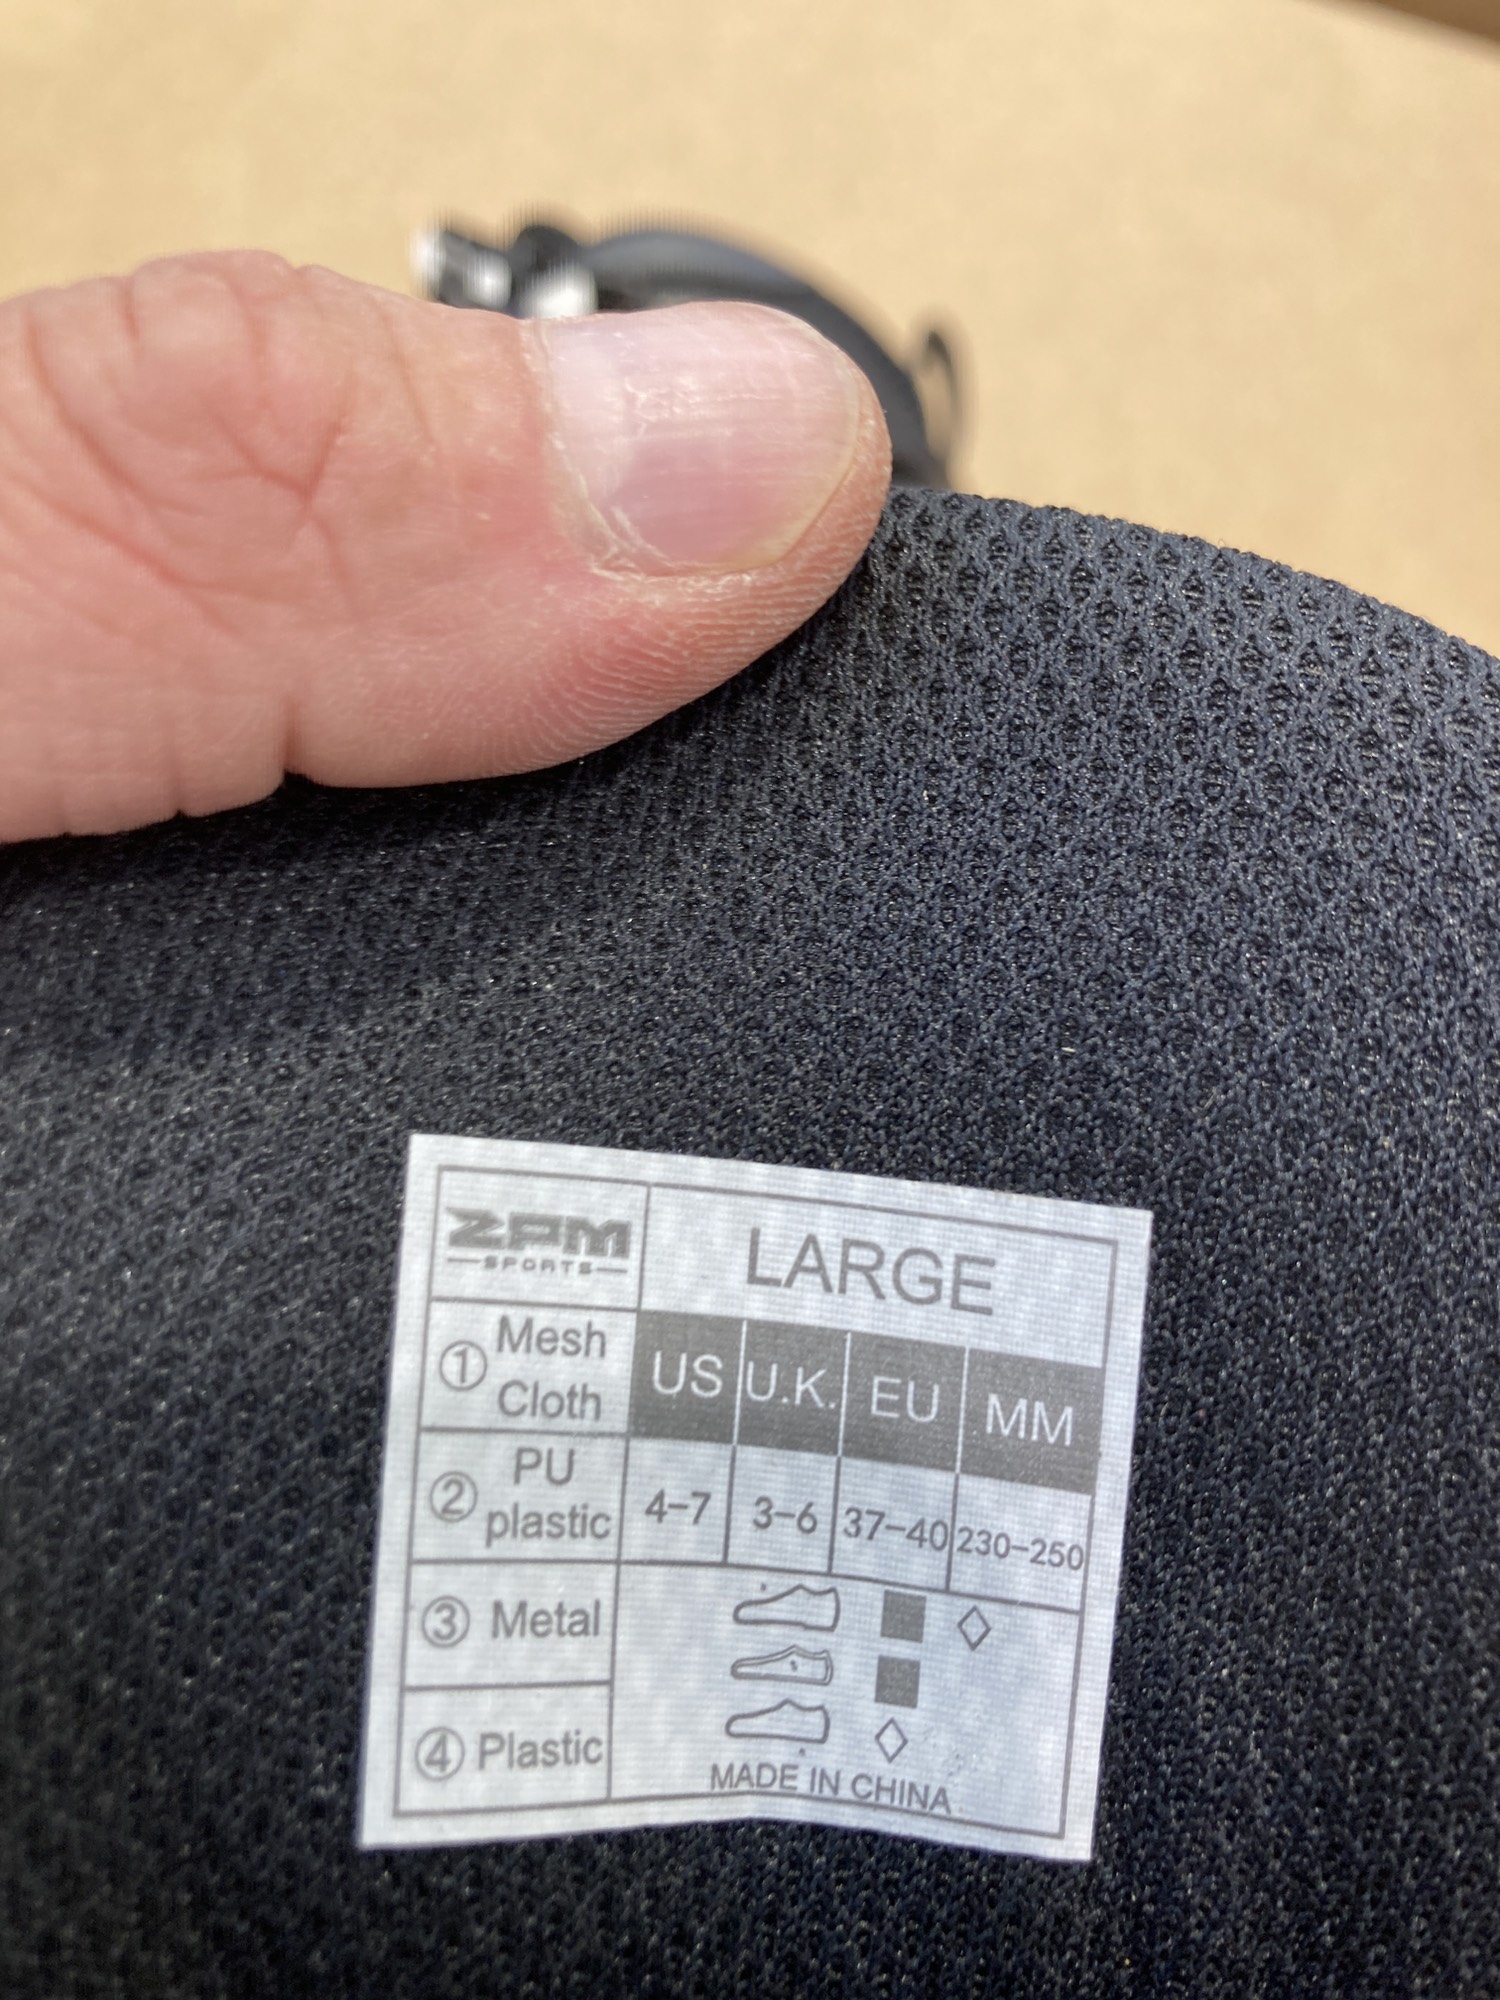 ZPM
SPORTS
LARGE
① Mesh
Cloth
US U.K. EU MM
② PU
plastic
4-7 3-6 37-40 230-250
③ Metal
④ Plastic
MADE IN CHINA